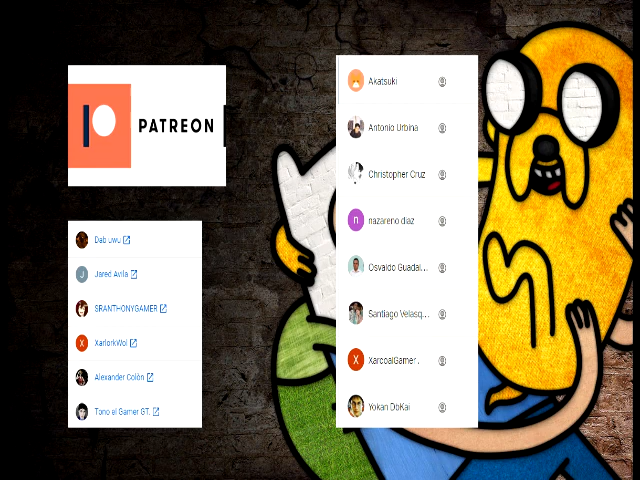 PATREON
Dab uwu
J Jared Avila
SRANTHONYGAMER
X XarlorkWol
Alexander Colón
Tono el Gamer GT.
Akatsuki
Antonio Urbina
Christopher Cruz
n nazareno diaz
Osvaldo Guadal...
Santiago Velasq...
X XarcoalGamer .
Yokan DbKai